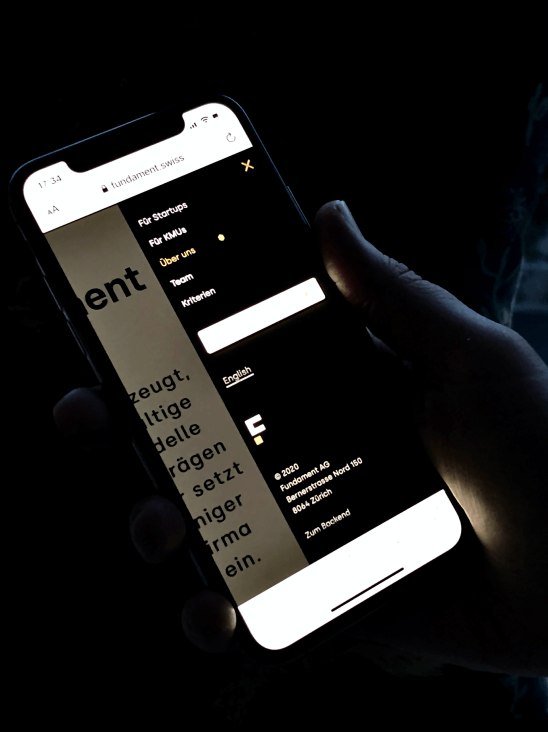 17:34
AA
fundament.swiss
Für Startups
Für KMUs
Über uns
Team
Kriterien
English
© 2020
Fundament AG
Bernerstrasse Nord 150
8064 Zürich
Zum Backend
ent
zeugt,
ltige
delle
rägen
setzt
niger
irma
ein.